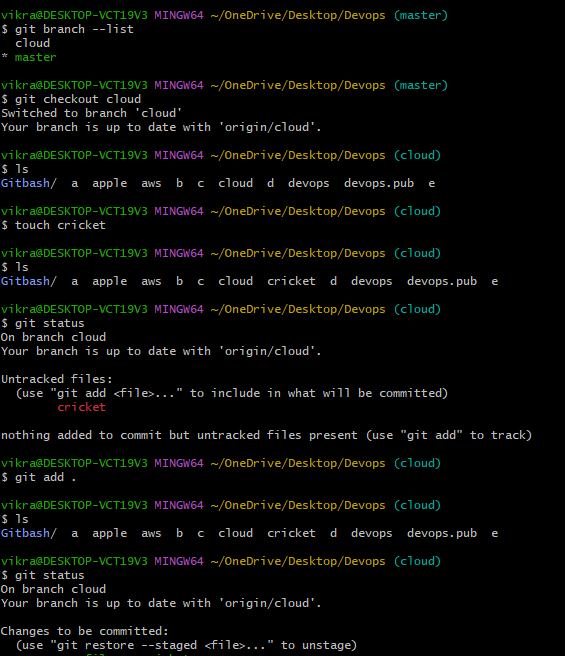 vikra@DESKTOP-VCT19V3 MINGW64 ~/OneDrive/Desktop/Devops (master)
$ git branch --list
  cloud
* master

vikra@DESKTOP-VCT19V3 MINGW64 ~/OneDrive/Desktop/Devops (master)
$ git checkout cloud
Switched to branch 'cloud'
Your branch is up to date with 'origin/cloud'.

vikra@DESKTOP-VCT19V3 MINGW64 ~/OneDrive/Desktop/Devops (cloud)
$ ls
Gitbash/  a  apple  aws  b  c  cloud  d  devops  devops.pub  e

vikra@DESKTOP-VCT19V3 MINGW64 ~/OneDrive/Desktop/Devops (cloud)
$ touch cricket

vikra@DESKTOP-VCT19V3 MINGW64 ~/OneDrive/Desktop/Devops (cloud)
$ ls
Gitbash/  a  apple  aws  b  c  cloud  cricket  d  devops  devops.pub  e

vikra@DESKTOP-VCT19V3 MINGW64 ~/OneDrive/Desktop/Devops (cloud)
$ git status
On branch cloud
Your branch is up to date with 'origin/cloud'.

Untracked files:
  (use "git add <file>..." to include in what will be committed)
        cricket

nothing added to commit but untracked files present (use "git add" to track)

vikra@DESKTOP-VCT19V3 MINGW64 ~/OneDrive/Desktop/Devops (cloud)
$ git add .

vikra@DESKTOP-VCT19V3 MINGW64 ~/OneDrive/Desktop/Devops (cloud)
$ ls
Gitbash/  a  apple  aws  b  c  cloud  cricket  d  devops  devops.pub  e

vikra@DESKTOP-VCT19V3 MINGW64 ~/OneDrive/Desktop/Devops (cloud)
$ git status
On branch cloud
Your branch is up to date with 'origin/cloud'.

Changes to be committed:
  (use "git restore --staged <file>..." to unstage)